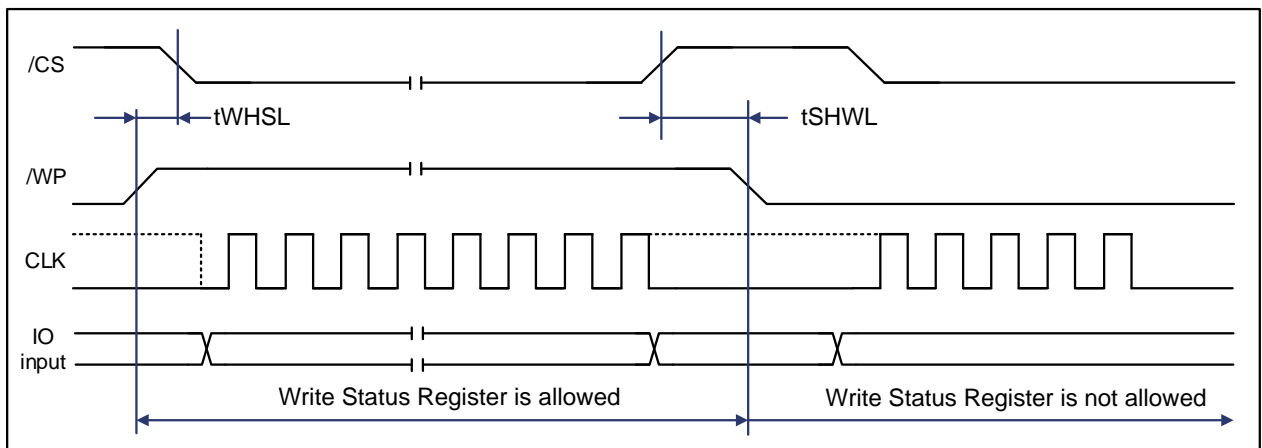 /CS
tWHSL
tSHWL
/WP
CLK
IO
input
Write Status Register is allowed
Write Status Register is not allowed